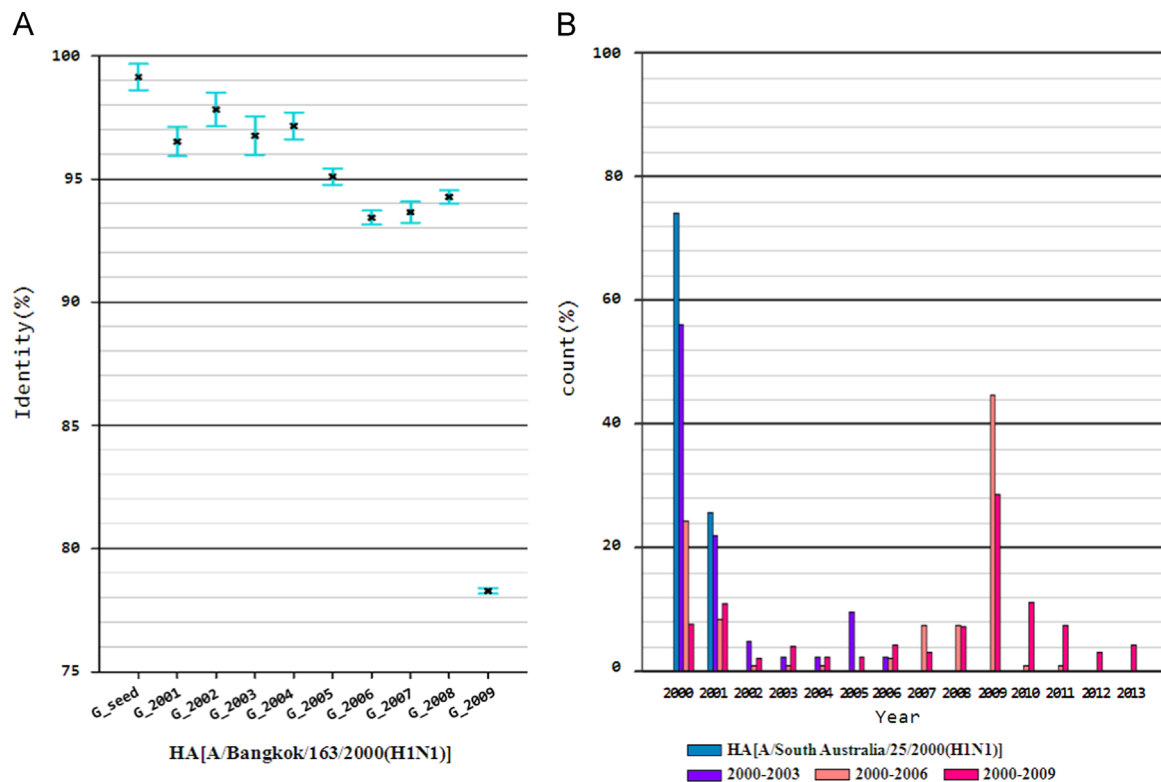 A
100
95
90
85
80
75
Identity(%)
G_seed
G_2001
G_2002
G_2003
G_2004
G_2005
G_2006
G_2007
G_2008
G_2009
HA[A/Bangkok/163/2000(H1N1)]
B
100
80
60
40
20
0
count(%)
2000 2001 2002 2003 2004 2005 2006 2007 2008 2009 2010 2011 2012 2013
Year
HA[A/South Australia/25/2000(H1N1)]
2000-2003 2000-2006 2000-2009